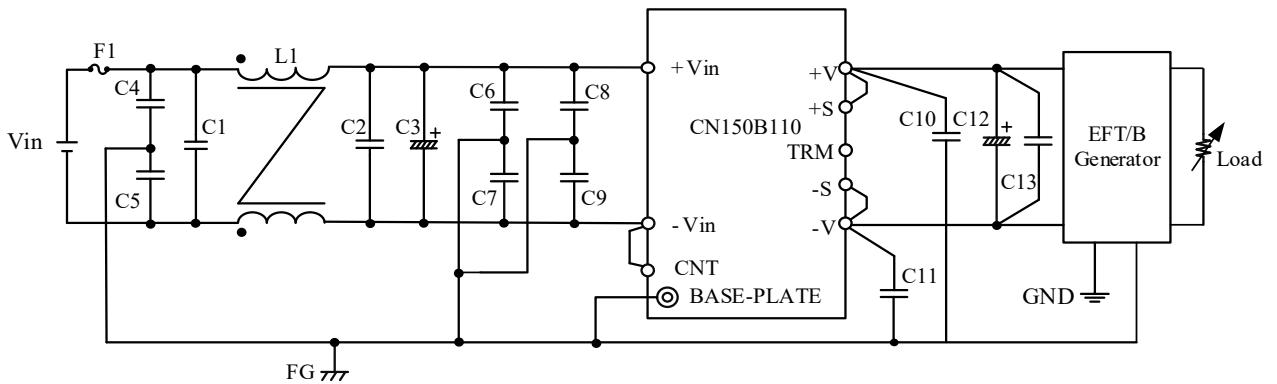 F1
L1
C4
C5
C1
Vin
C2
C3
+
C6
C7
C8
C9
+Vin
-Vin
CNT
BASE-PLATE
CN150B110
+V
+S
TRM
-S
-V
C10
C12
+
C13
C11
EFT/B
Generator
Load
GND
FG